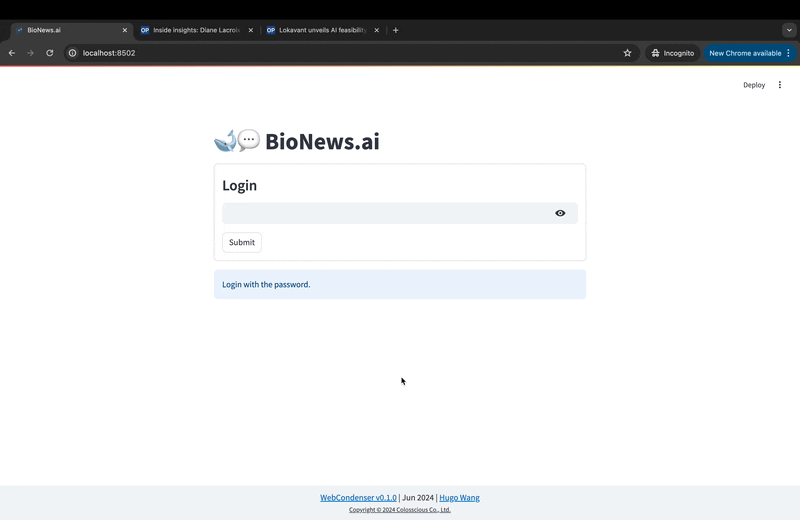 BioNews.ai
OP Inside insights: Diane Lacroi
OP Lokavant unveils AI feasibility
localhost:8502
Incognito
New Chrome available
Deploy
BioNews.ai
Login
Submit
Login with the password.
WebCondenser v0.1.0 | Jun 2024 | Hugo Wang
Copyright © 2024 Colosscious Co., Ltd.